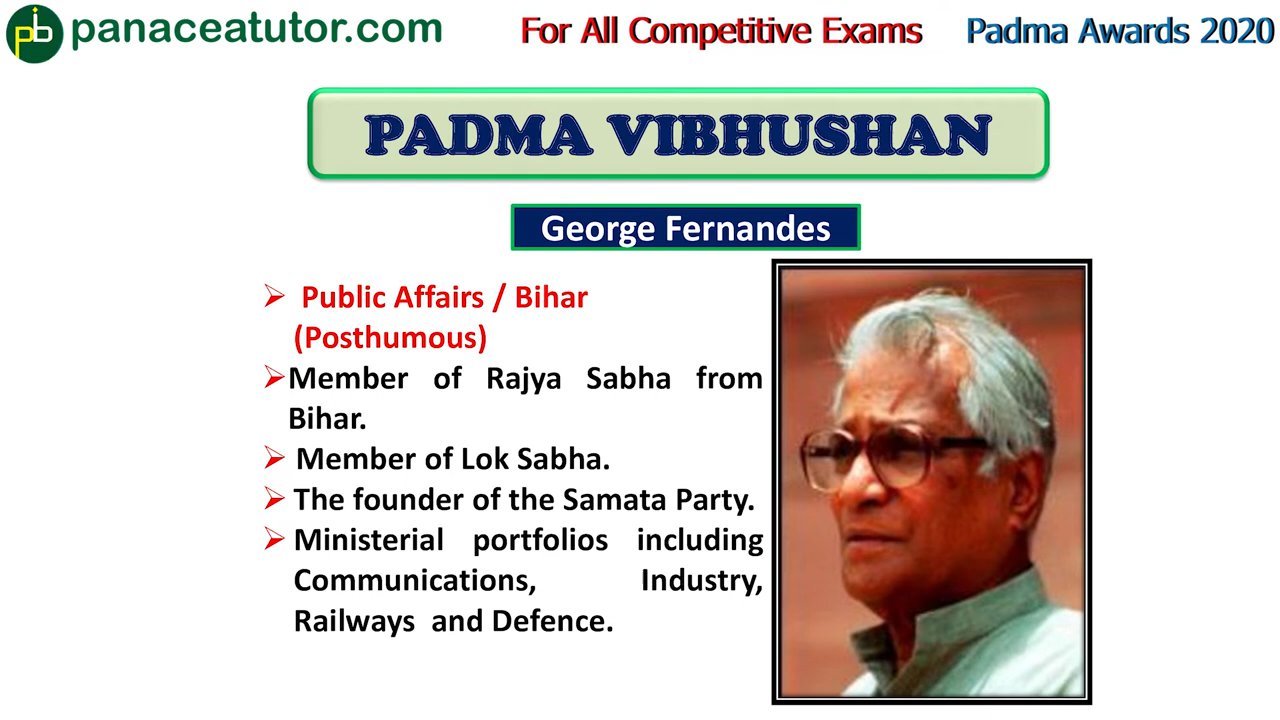 panaceatutor.com For All Competitive Exams Padma Awards 2020
PADMA VIBHUSHAN
George Fernandes
Public Affairs / Bihar
(Posthumous)
Member of Rajya Sabha from
Bihar.
Member of Lok Sabha.
The founder of the Samata Party.
Ministerial portfolios including
Communications, Industry,
Railways and Defence.